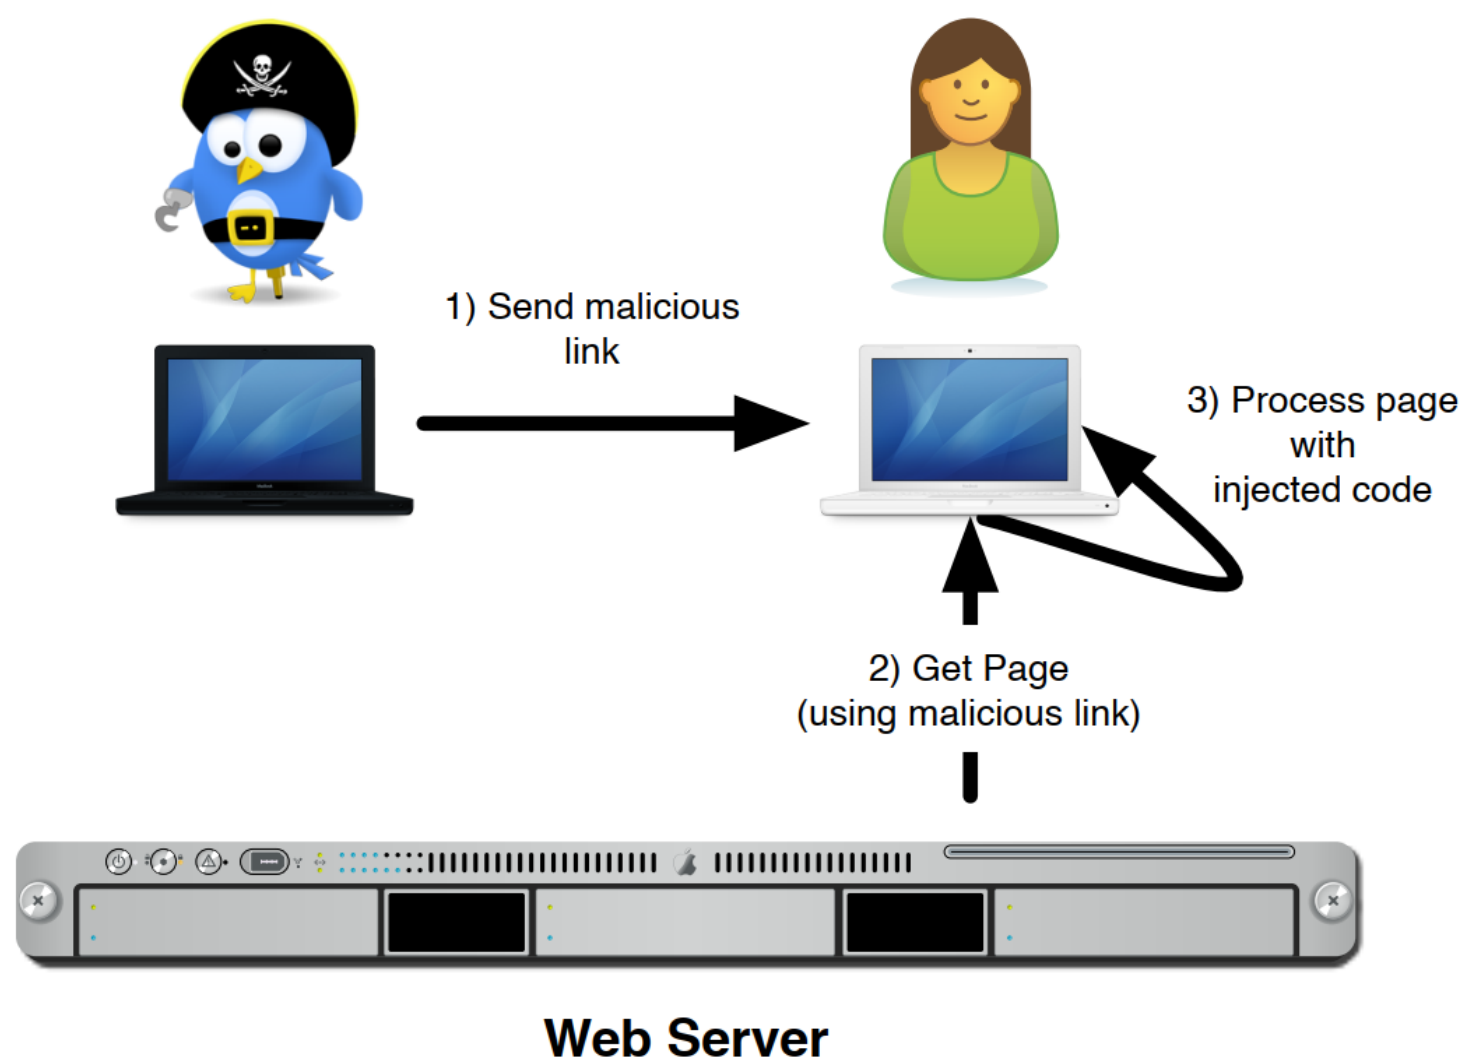 1) Send malicious
link
3) Process page
with
injected code
2) Get Page
(using malicious link)
Web Server